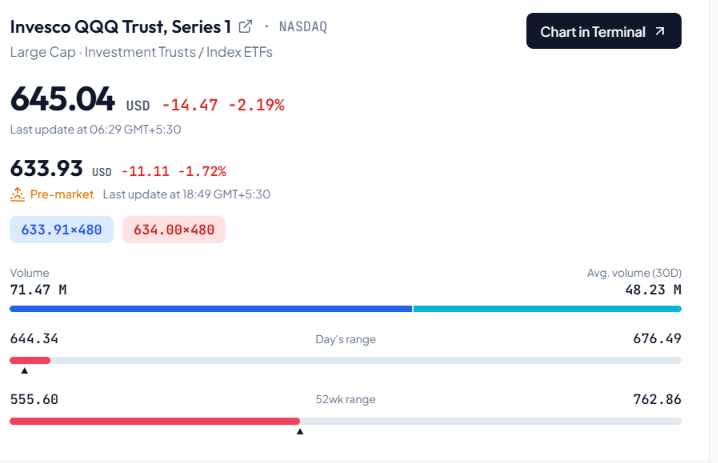 Invesco QQQ Trust, Series 1 · NASDAQ
Chart in Terminal
Large Cap · Investment Trusts / Index ETFs
645.04 USD -14.47 -2.19%
Last update at 06:29 GMT+5:30
633.93 USD -11.11 -1.72%
Pre-market Last update at 18:49 GMT+5:30
633.91×480 634.00×480
Volume Avg. volume (30D)
71.47 M 48.23 M
644.34 Day's range 676.49
555.60 52wk range 762.86